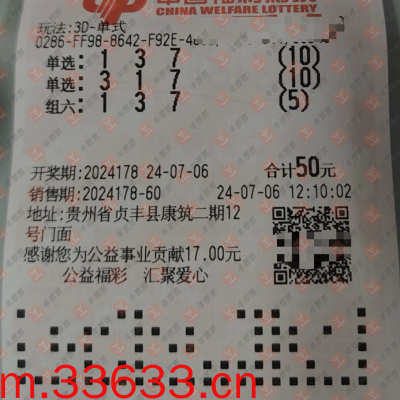 CHINA WELFARE LOTTERY
玩法:3D-单式
0286-FF98-8642-F92E-4
单选: 1 3 7 (10)
单选: 3 1 7 (10)
组六: 1 3 7 (5)
开奖期:2024178 24-07-06 合计50元
销售期:2024178-60 24-07-06 12:10:02
地址:贵州省贞丰县康筑二期12
号门面
感谢您为公益事业贡献17.00元
公益福彩 汇聚爱心
m.33633.cn